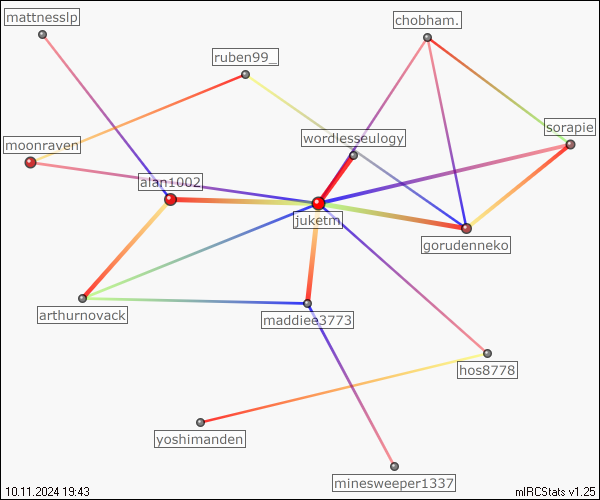 mattnesslp
chobham.
ruben99_
sorapie
wordlesseulogy
moonraven
alan1002
juketm
gorudenneko
arthurnovack
maddiee3773
hos8778
yoshimanden
minesweeper1337
10.11.2024 19:43
mIRCStats v1.25